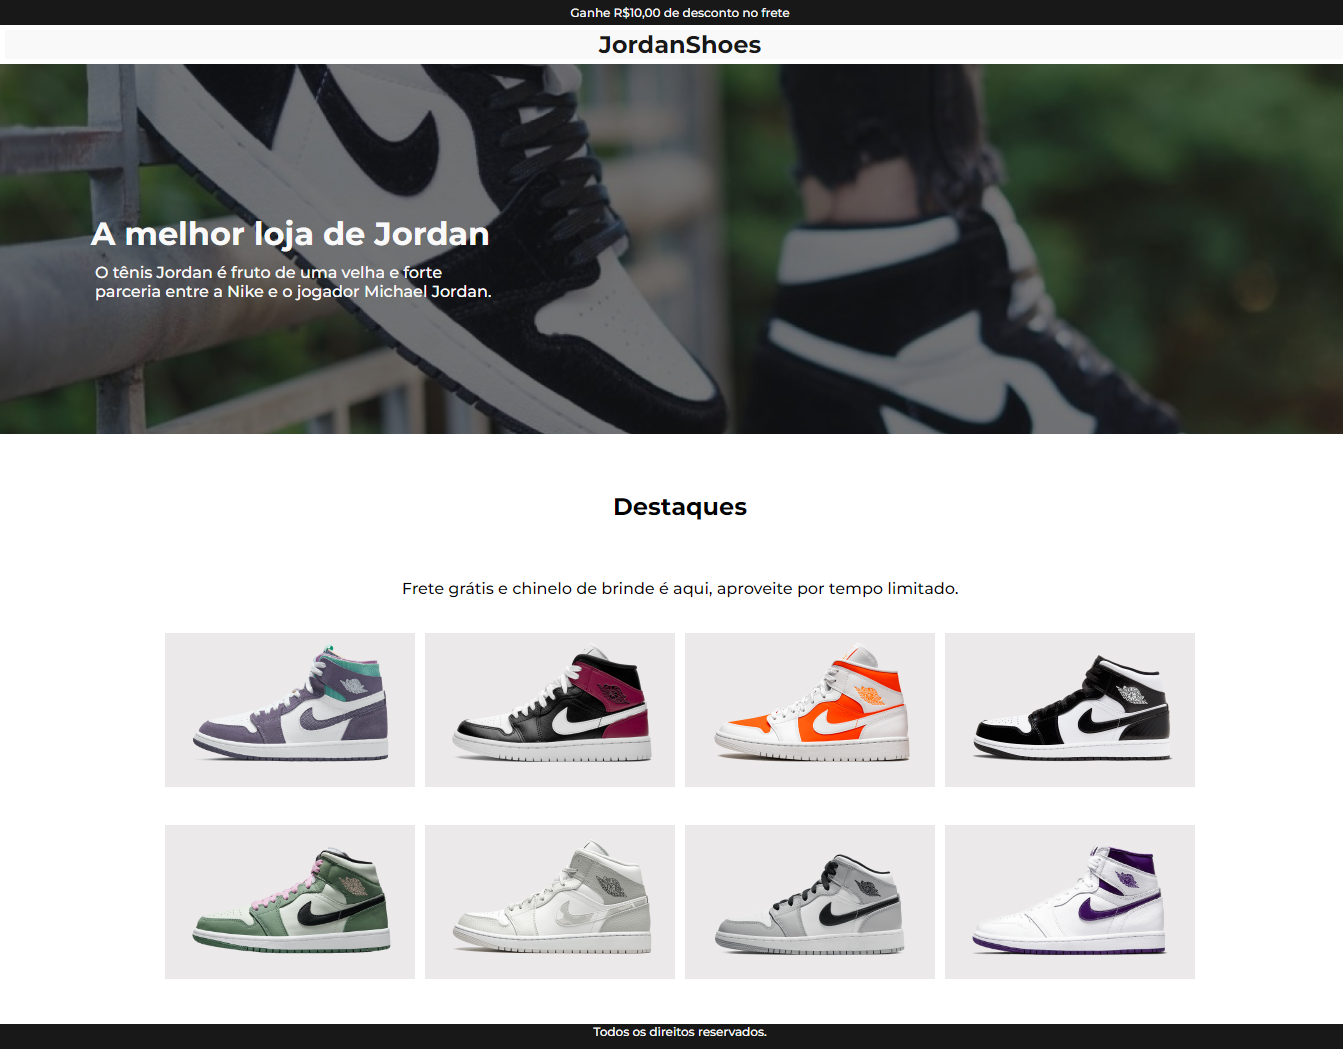 Ganhe R$10,00 de desconto no frete
JordanShoes
A melhor loja de Jordan
O tênis Jordan é fruto de uma velha e forte
parceria entre a Nike e o jogador Michael Jordan.
Destaques
Frete grátis e chinelo de brinde é aqui, aproveite por tempo limitado.
Todos os direitos reservados.